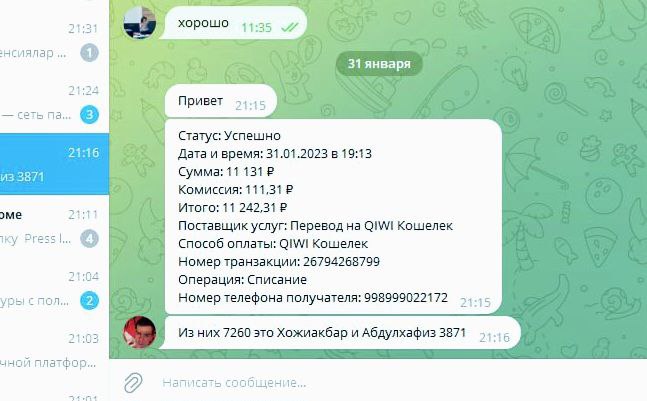 21:31
енсиялар
1
21:24
— сеть па...
3
21:16
из 3871
оме
21:11
лку Press I...
4
21:04
уры с пол...
2
21:03
чной платфор...
21:01
хорошо 11:35
31 января
Привет 21:15
Статус: Успешно
Дата и время: 31.01.2023 в 19:13
Сумма: 11 131 ₽
Комиссия: 111,31 ₽
Итого: 11 242,31 ₽
Поставщик услуг: Перевод на QIWI Кошелек
Способ оплаты: QIWI Кошелек
Номер транзакции: 26794268799
Операция: Списание
Номер телефона получателя: 998999022172 21:15
Из них 7260 это Хожиакбар и Абдулхафиз 3871 21:16
Написать сообщение...